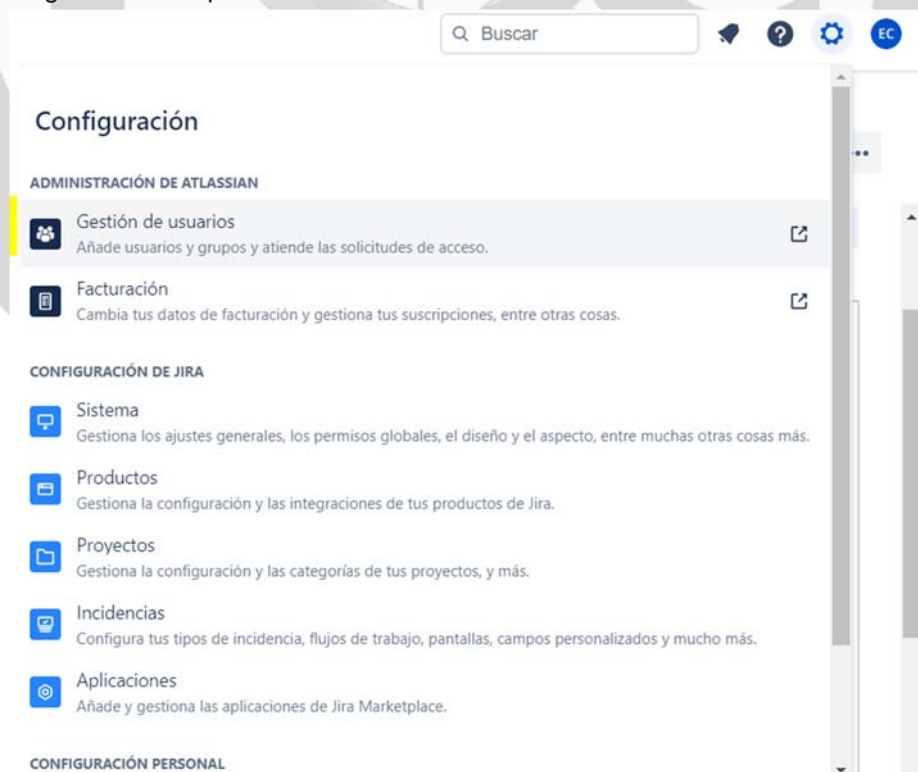 Buscar
EC
Configuración
ADMINISTRACIÓN DE ATLASSIAN
Gestión de usuarios
Añade usuarios y grupos y atiende las solicitudes de acceso.
Facturación
Cambia tus datos de facturación y gestiona tus suscripciones, entre otras cosas.
CONFIGURACIÓN DE JIRA
Sistema
Gestiona los ajustes generales, los permisos globales, el diseño y el aspecto, entre muchas otras cosas más.
Productos
Gestiona la configuración y las integraciones de tus productos de Jira.
Proyectos
Gestiona la configuración y las categorías de tus proyectos, y más.
Incidencias
Configura tus tipos de incidencia, flujos de trabajo, pantallas, campos personalizados y mucho más.
Aplicaciones
Añade y gestiona las aplicaciones de Jira Marketplace.
CONFIGURACIÓN PERSONAL